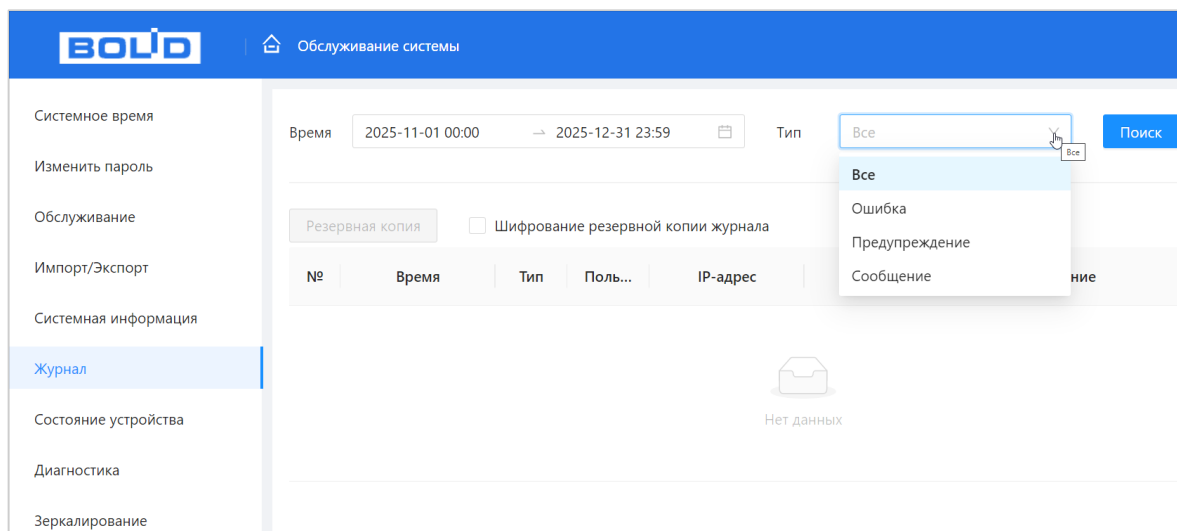 BOLID
Обслуживание системы
Системное время
Изменить пароль
Обслуживание
Импорт/Экспорт
Системная информация
Журнал
Состояние устройства
Диагностика
Зеркалирование
Время 2025-11-01 00:00 → 2025-12-31 23:59 Тип Все Поиск
Все
Все
Ошибка
Предупреждение
Сообщение
Резервная копия Шифрование резервной копии журнала
№ Время Тип Поль... IP-адрес
Нет данных